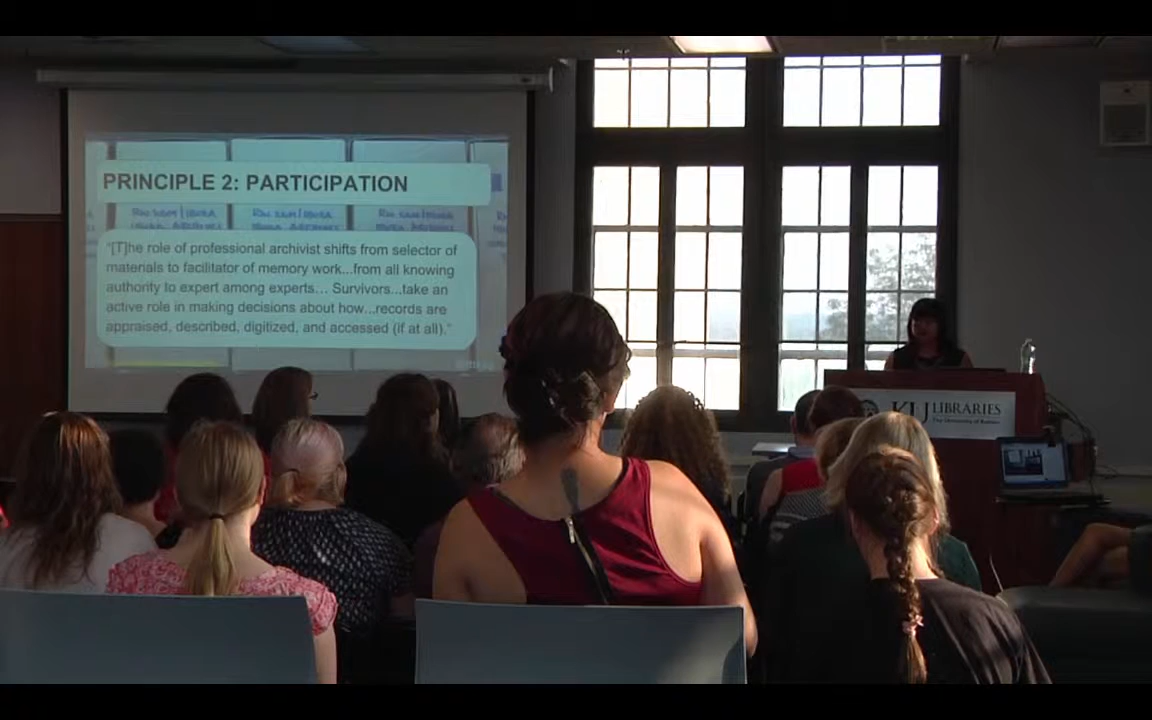 PRINCIPLE 2: PARTICIPATION
"[T]he role of professional archivist shifts from selector of
materials to facilitator of memory work...from all knowing
authority to expert among experts... Survivors...take an
active role in making decisions about how...records are
appraised, described, digitized, and accessed (if at all)."
KU LIBRARIES
The University of Kansas